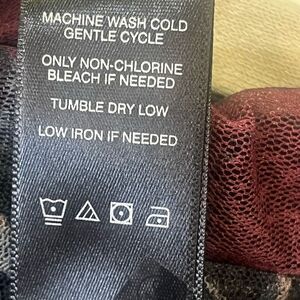 MACHINE WASH COLD
GENTLE CYCLE
ONLY NON-CHLORINE
BLEACH IF NEEDED
TUMBLE DRY LOW
LOW IRON IF NEEDED